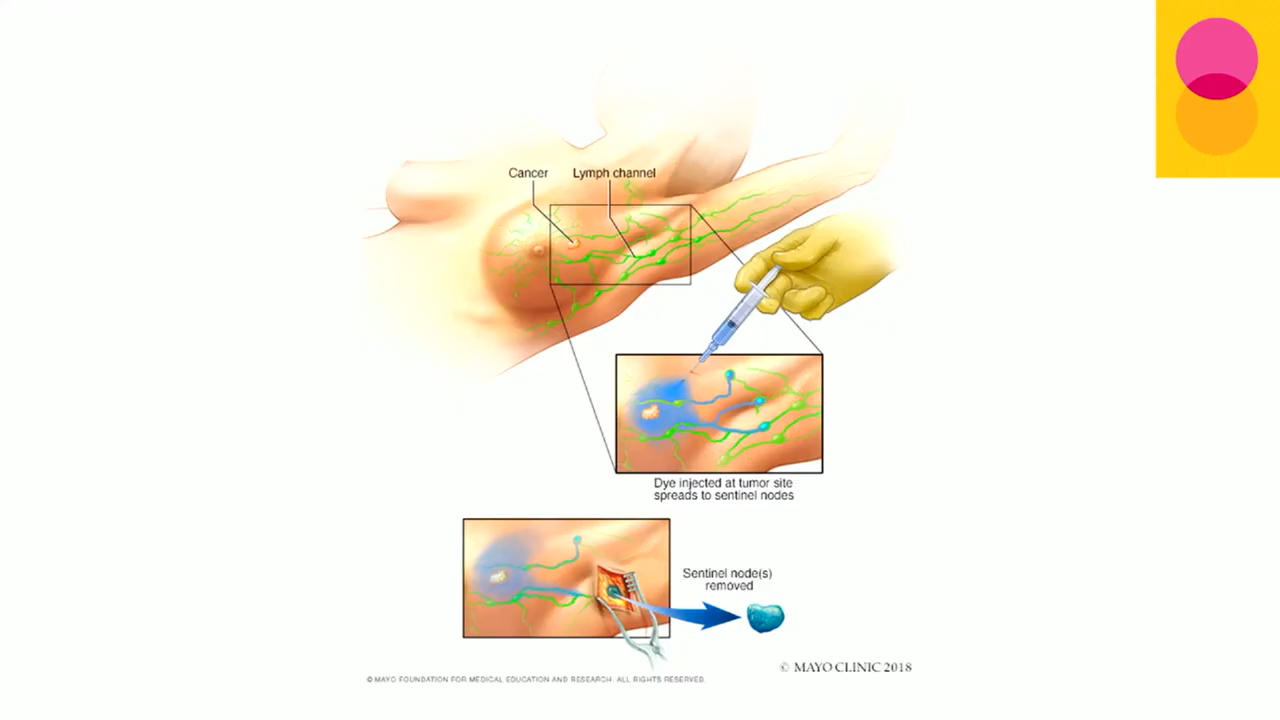 Cancer
Lymph channel
Dye injected at tumor site
spreads to sentinel nodes
Sentinel node(s)
removed
© MAYO CLINIC 2018
© MAYO FOUNDATION FOR MEDICAL EDUCATION AND RESEARCH. ALL RIGHTS RESERVED.